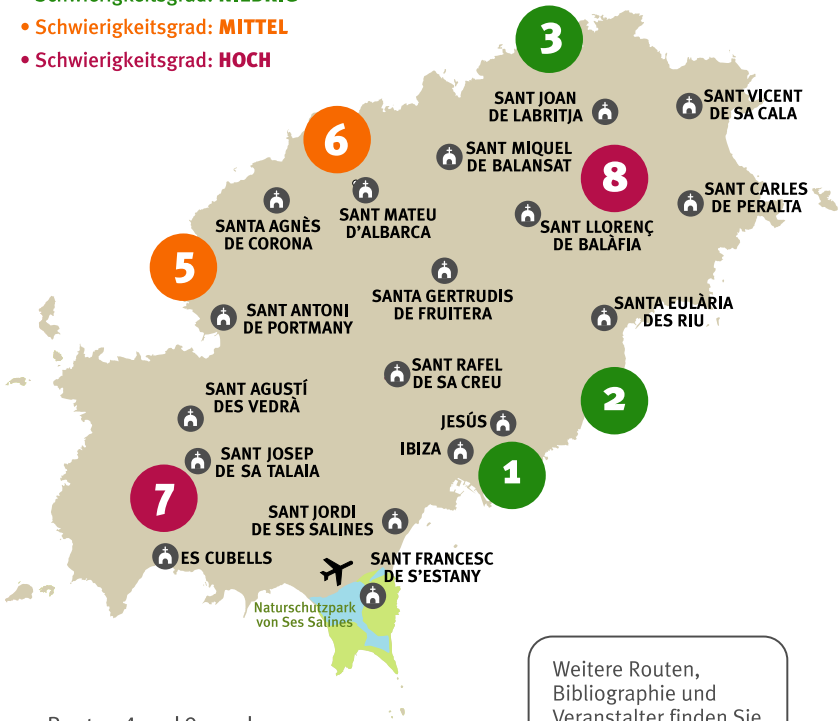 • Schwierigkeitsgrad: MITTEL
• Schwierigkeitsgrad: HOCH
3
SANT JOAN
DE LABRITJA
SANT VICENT
DE SA CALA
6
SANT MIQUEL
DE BALANSAT
8
SANT CARLES
DE PERALTA
SANTA AGNÈS
DE CORONA
SANT MATEU
D'ALBARCA
SANT LLORENÇ
DE BALÀFIA
5
SANTA GERTRUDIS
DE FRUITERA
SANT ANTONI
DE PORTMANY
SANTA EULÀRIA
DES RIU
SANT RAFEL
DE SA CREU
SANT AGUSTÍ
DES VEDRÀ
2
JESÚS
IBIZA
1
SANT JOSEP
DE SA TALAIA
7
SANT JORDI
DE SES SALINES
ES CUBELLS
SANT FRANCESC
DE S'ESTANY
Naturschutzpark
von Ses Salines
Weitere Routen,
Bibliographie und
Veranstalter finden Sie